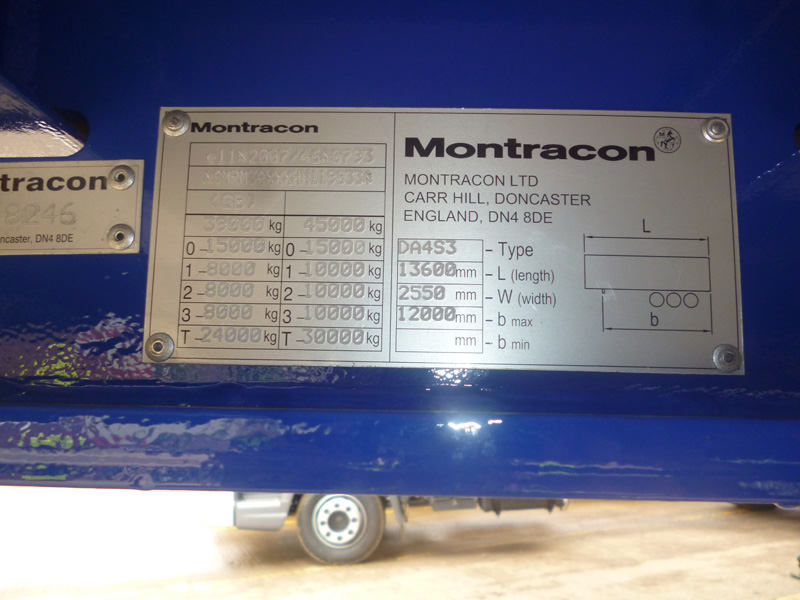 tracon
8246
ncaster, DN4 8DE
Montracon
(GB)
39000 kg 45000 kg
0-15000 kg 0-15000 kg
1-8000 kg 1-10000 kg
2-8000 kg 2-10000 kg
3-8000 kg 3-10000 kg
T-24000 kg T-30000 kg
Montracon
MONTRACON LTD
CARR HILL, DONCASTER
ENGLAND, DN4 8DE
DA4S3 - Type
13600 mm - L (length)
2550 mm - W (width)
12000 mm - b max
mm - b min
L
b